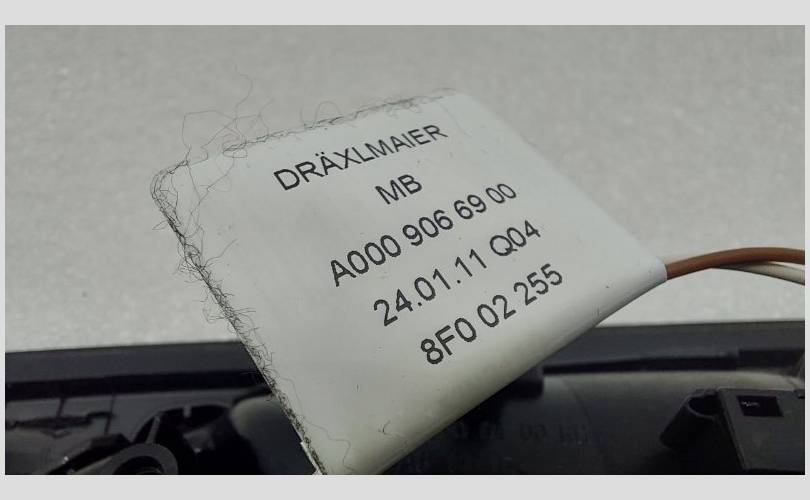 DRÄXLMAIER
MB
A000 906 69 00
24.01.11 Q04
8F0 02 255